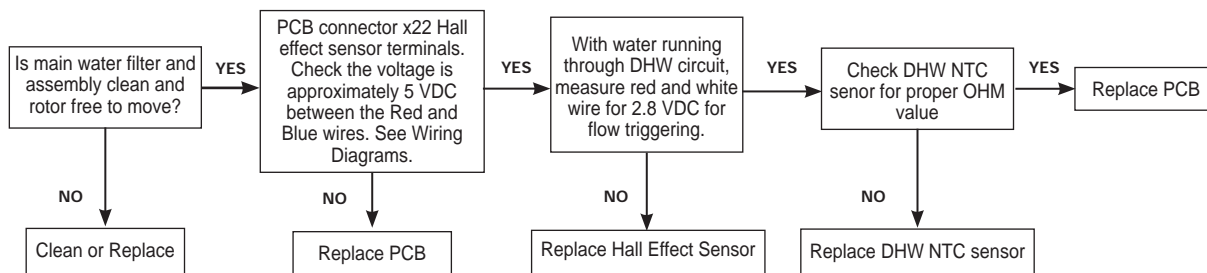 Is main water filter and
assembly clean and
rotor free to move?
YES
PCB connector x22 Hall
effect sensor terminals.
Check the voltage is
approximately 5 VDC
between the Red and
Blue wires. See Wiring
Diagrams.
YES
With water running
through DHW circuit,
measure red and white
wire for 2.8 VDC for
flow triggering.
YES
Check DHW NTC
senor for proper OHM
value
YES
Replace PCB
NO
Clean or Replace
NO
Replace PCB
NO
Replace Hall Effect Sensor
NO
Replace DHW NTC sensor